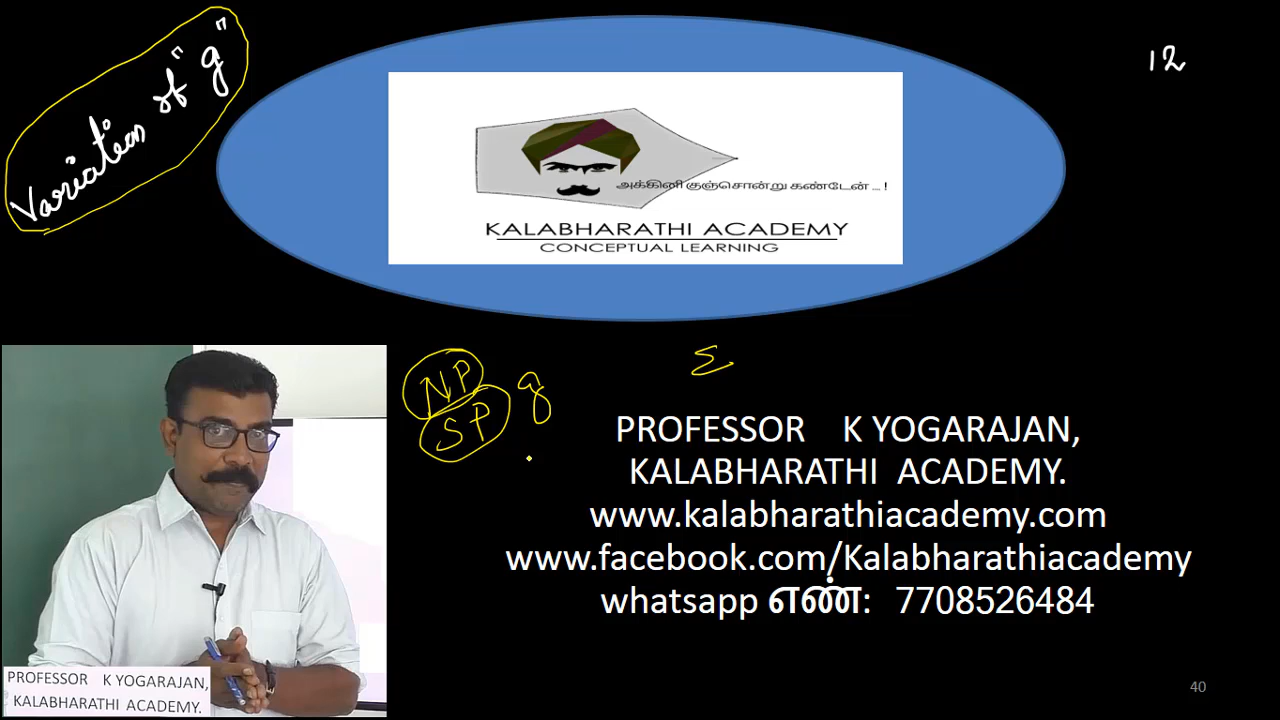 Variation of "g"
12
அக்கினி குஞ்சொன்று கண்டேன் ... !
KALABHARATHI ACADEMY
CONCEPTUAL LEARNING
NP
SP
g
Σ
PROFESSOR K YOGARAJAN,
KALABHARATHI ACADEMY.
www.kalabharathiacademy.com
www.facebook.com/Kalabharathiacademy
whatsapp எண்: 7708526484
PROFESSOR K YOGARAJAN,
KALABHARATHI ACADEMY.
40